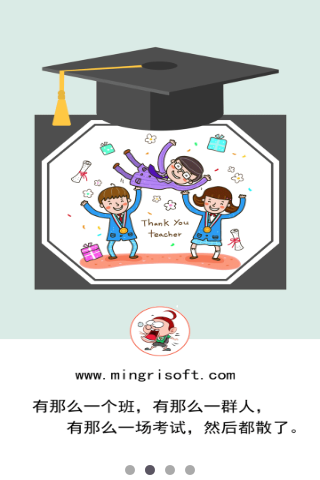 Thank You
teacher
www.mingrisoft.com
有那么一个班，有那么一群人，
有那么一场考试，然后都散了。